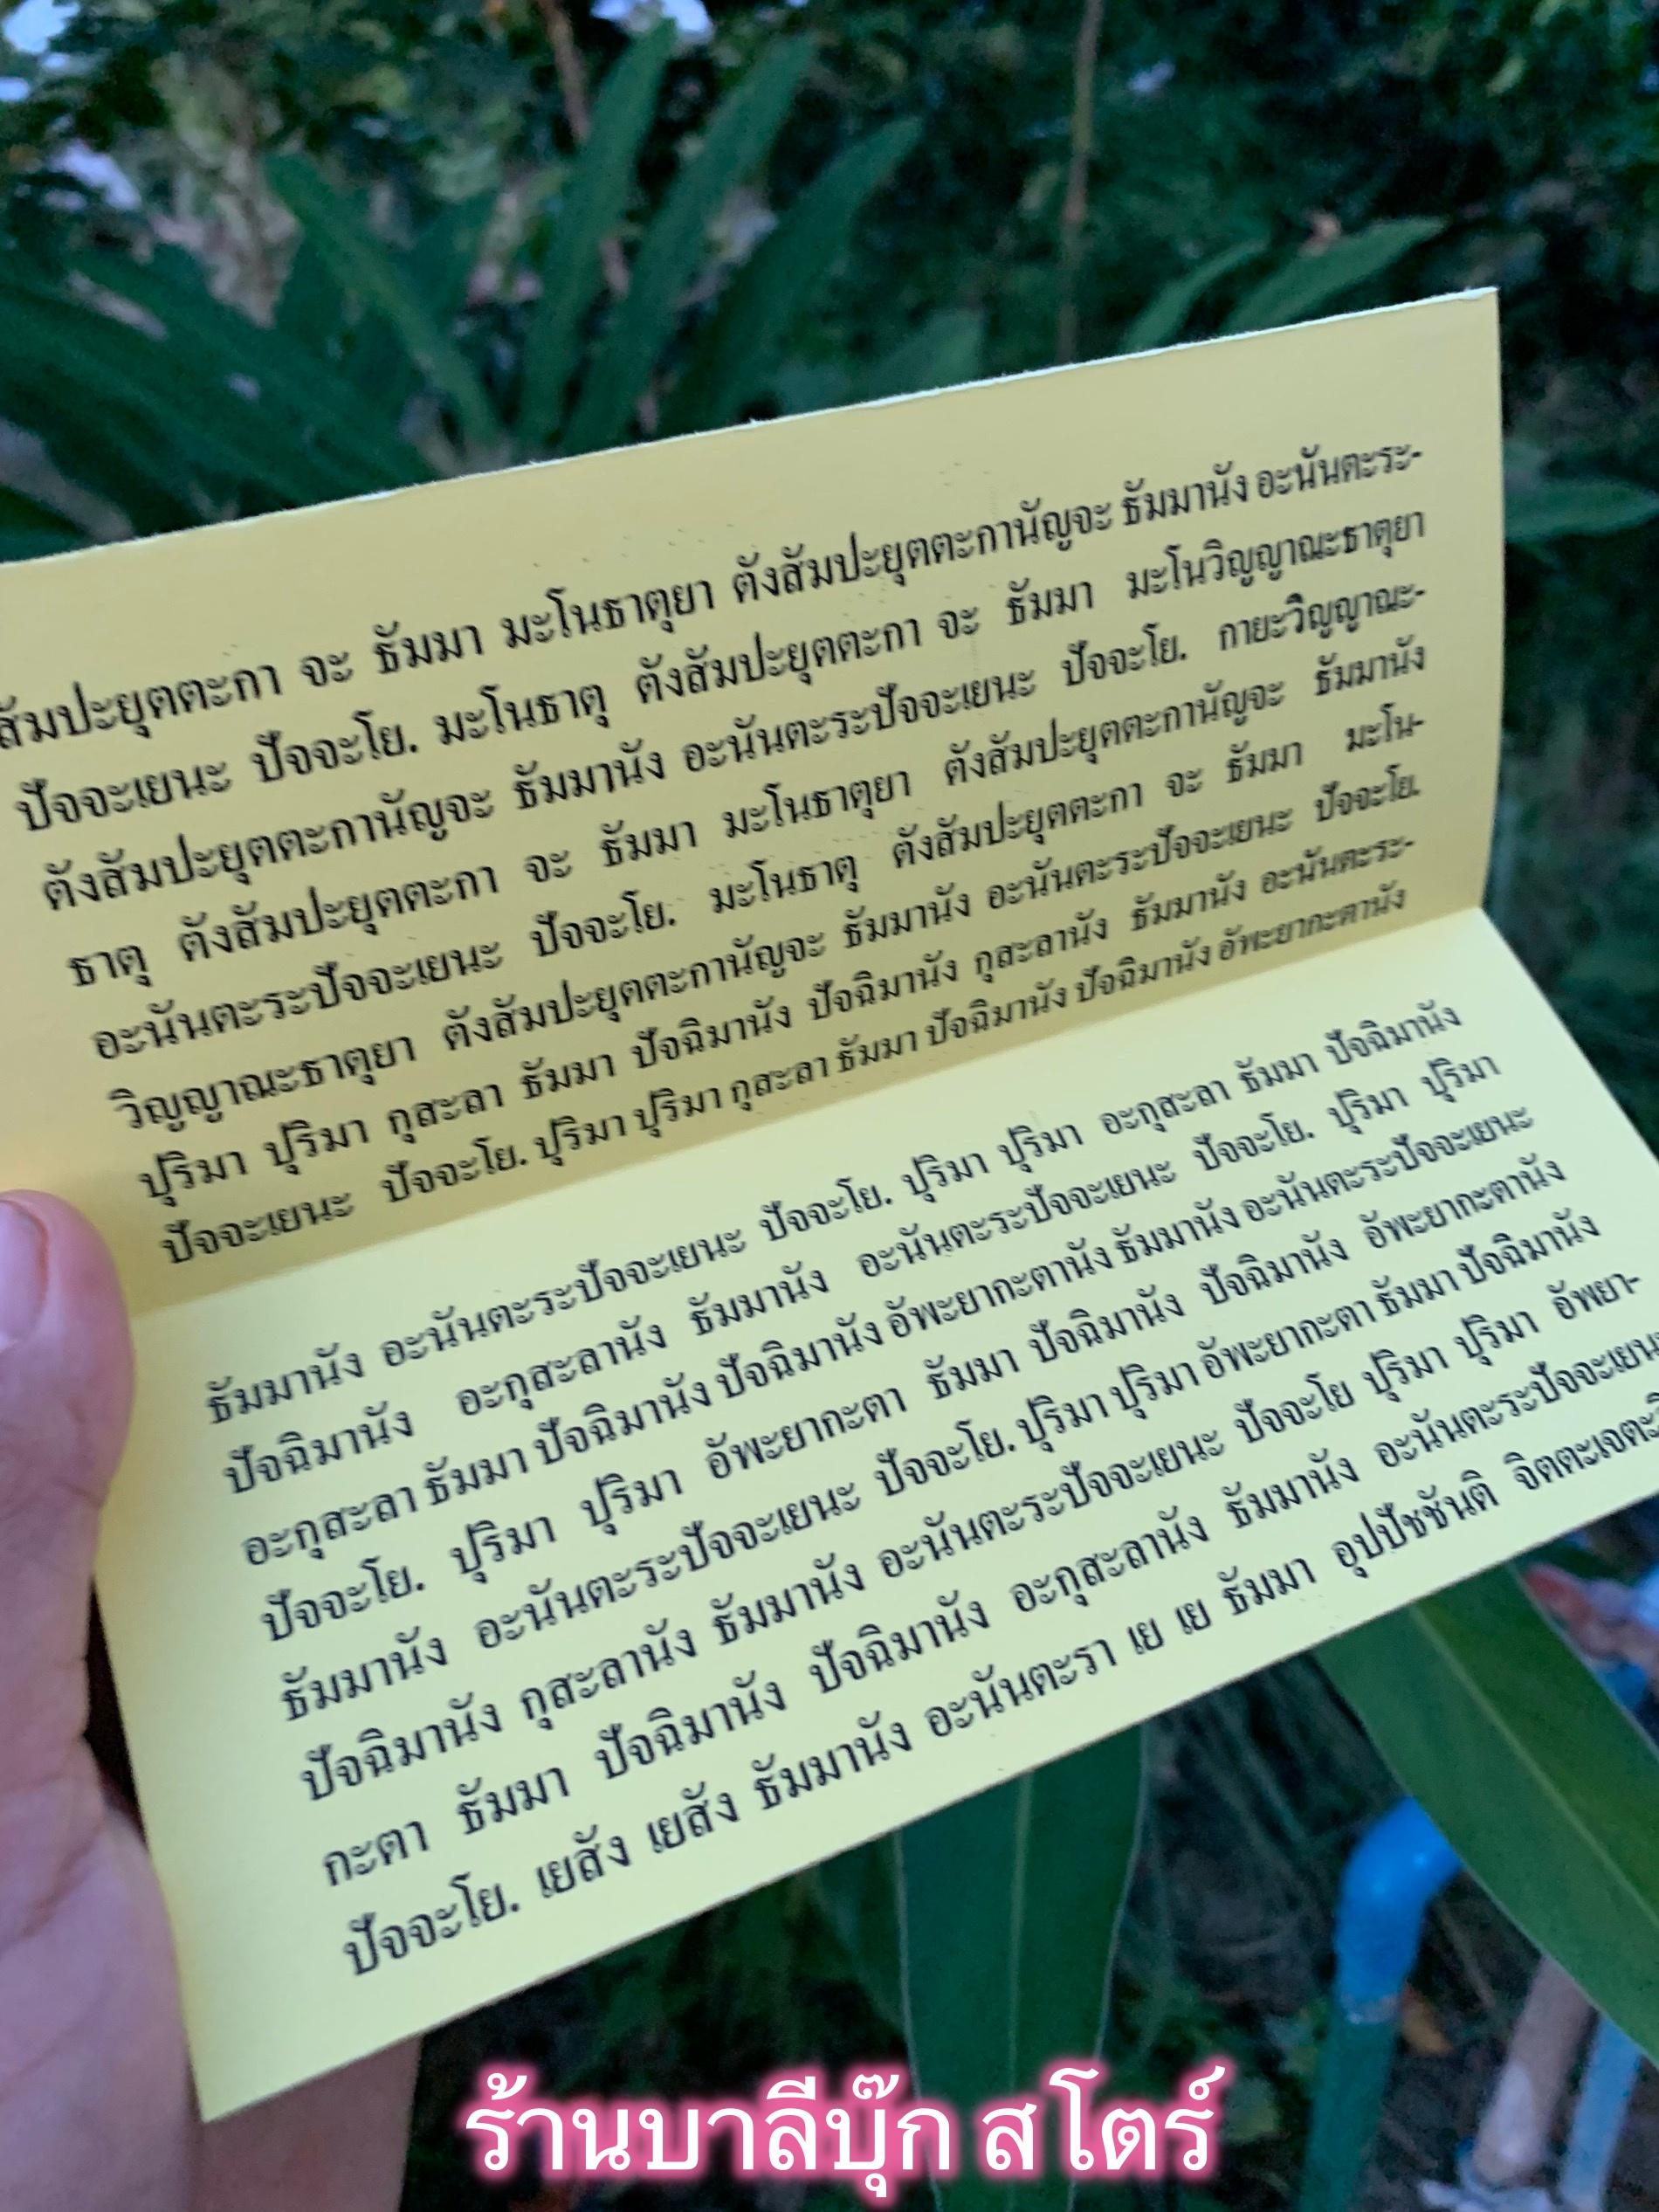 สัมปะยุตตะกา จะ ธัมมา มะโนธาตุยา ตังสัมปะยุตตะกานัญจะ ธัมมานัง อะนันตะระ-
ปัจจะเยนะ ปัจจะโย. มะโนธาตุ ตังสัมปะยุตตะกา จะ ธัมมา มะโนวิญญาณะธาตุยา
ตังสัมปะยุตตะกานัญจะ ธัมมานัง อะนันตะระปัจจะเยนะ ปัจจะโย. กายะวิญญาณะ-
ธาตุ ตังสัมปะยุตตะกา จะ ธัมมา มะโนธาตุยา ตังสัมปะยุตตะกานัญจะ ธัมมานัง
อะนันตะระปัจจะเยนะ ปัจจะโย. มะโนธาตุ ตังสัมปะยุตตะกา จะ ธัมมา มะโน-
วิญญาณะธาตุยา ตังสัมปะยุตตะกานัญจะ ธัมมานัง อะนันตะระปัจจะเยนะ ปัจจะโย.
ปุริมา ปุริมา กุสะลา ธัมมา ปัจฉิมานัง ปัจฉิมานัง กุสะลานัง ธัมมานัง อะนันตะระ-
ปัจจะเยนะ ปัจจะโย. ปุริมา ปุริมา กุสะลา ธัมมา ปัจฉิมานัง ปัจฉิมานัง อัพะยากะตานัง
ธัมมานัง อะนันตะระปัจจะเยนะ ปัจจะโย. ปุริมา ปุริมา อะกุสะลา ธัมมา ปัจฉิมานัง
ปัจฉิมานัง อะกุสะลานัง ธัมมานัง อะนันตะระปัจจะเยนะ ปัจจะโย. ปุริมา ปุริมา
อะกุสะลา ธัมมา ปัจฉิมานัง ปัจฉิมานัง อัพะยากะตานัง ธัมมานัง อะนันตะระปัจจะเยนะ
ปัจจะโย. ปุริมา ปุริมา อัพะยากะตา ธัมมา ปัจฉิมานัง ปัจฉิมานัง อัพะยากะตานัง
ธัมมานัง อะนันตะระปัจจะเยนะ ปัจจะโย. ปุริมา ปุริมา อัพะยากะตา ธัมมา ปัจฉิมานัง
ปัจฉิมานัง กุสะลานัง ธัมมานัง อะนันตะระปัจจะเยนะ ปัจจะโย ปุริมา ปุริมา อัพยา-
กะตา ธัมมา ปัจฉิมานัง ปัจฉิมานัง อะกุสะลานัง ธัมมานัง อะนันตะระปัจจะเยนะ
ปัจจะโย. เยสัง เยสัง ธัมมานัง อะนันตะรา เย เย ธัมมา อุปปัชชันติ
ร้านบาลีบุ๊ก สโตร์